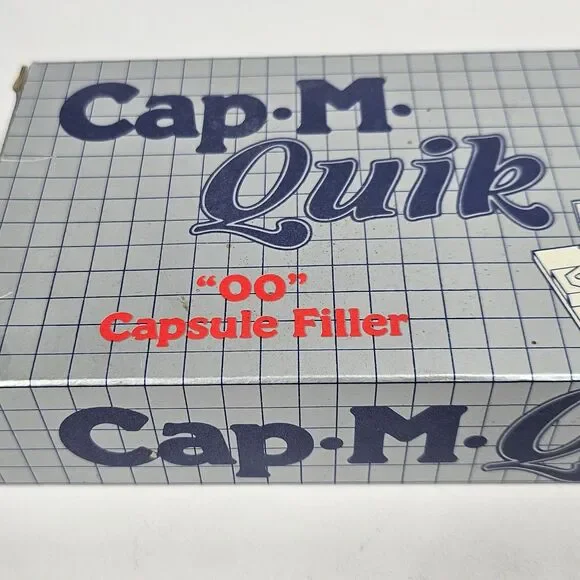 Cap·M·
Quik
“00”
Capsule Filler
Cap·M·Q